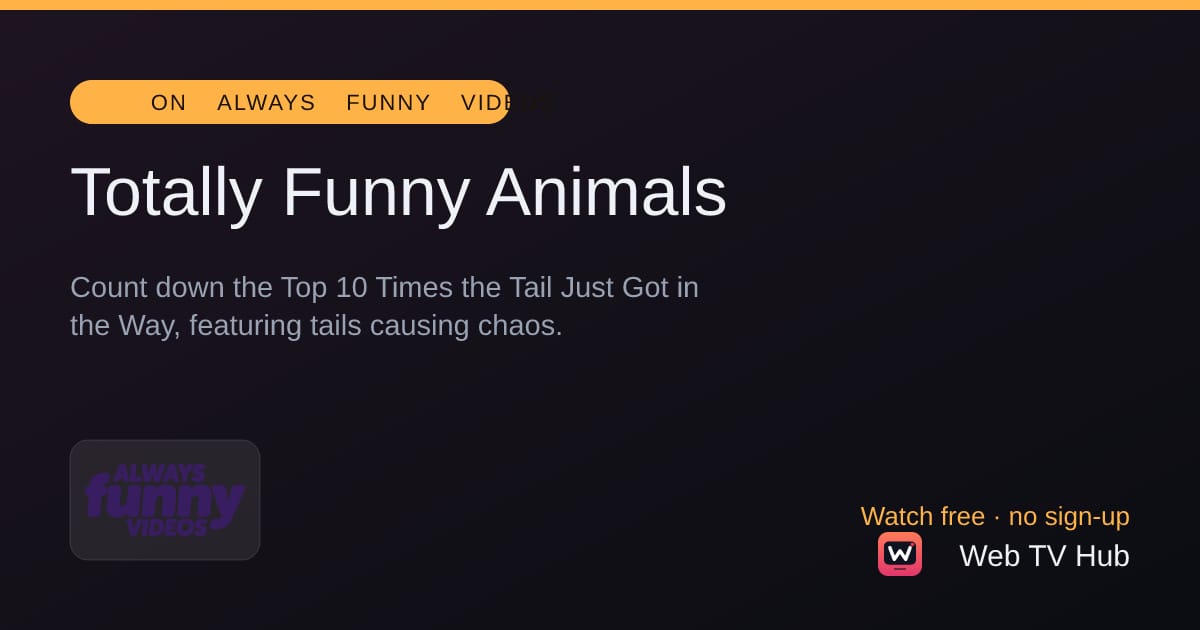 ON ALWAYS FUNNY VIDEOS
Totally Funny Animals
Count down the Top 10 Times the Tail Just Got in
the Way, featuring tails causing chaos.
ALWAYS
funny
VIDEOS
Watch free · no sign-up
W
Web TV Hub